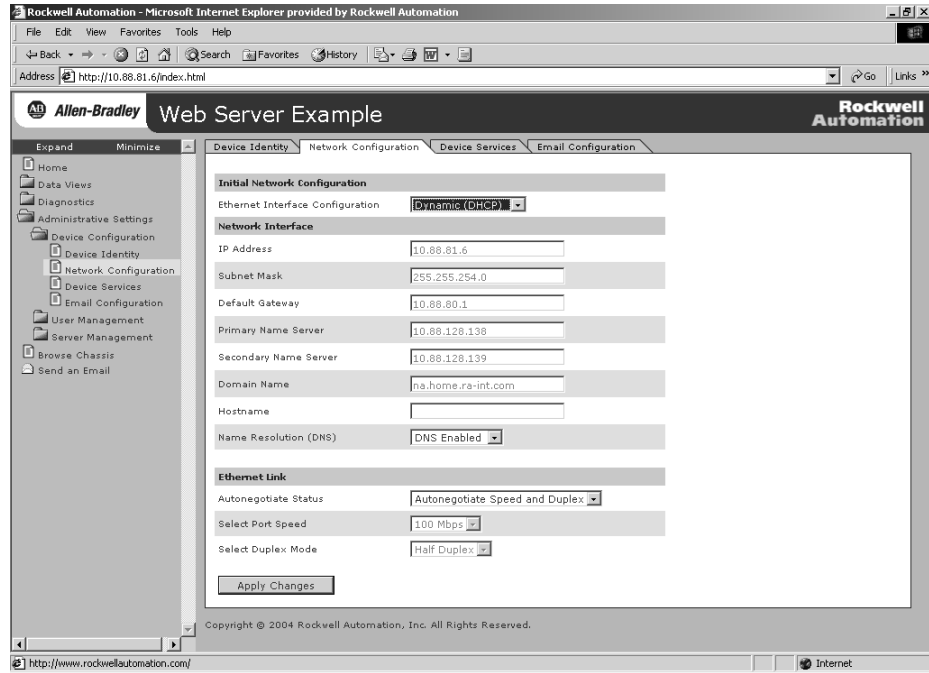 Rockwell Automation - Microsoft Internet Explorer provided by Rockwell Automation
File Edit View Favorites Tools Help
Back Search Favorites History
Address http://10.88.81.6/index.html Go Links »
AB Allen-Bradley Web Server Example Rockwell Automation
Expand Minimize
Home
Data Views
Diagnostics
Administrative Settings
Device Configuration
Device Identity
Network Configuration
Device Services
Email Configuration
User Management
Server Management
Browse Chassis
Send an Email
Device Identity Network Configuration Device Services Email Configuration
Initial Network Configuration
Ethernet Interface Configuration Dynamic (DHCP)
Network Interface
IP Address 10.88.81.6
Subnet Mask 255.255.254.0
Default Gateway 10.88.80.1
Primary Name Server 10.88.128.138
Secondary Name Server 10.88.128.139
Domain Name na.home.ra-int.com
Hostname
Name Resolution (DNS) DNS Enabled
Ethernet Link
Autonegotiate Status Autonegotiate Speed and Duplex
Select Port Speed 100 Mbps
Select Duplex Mode Half Duplex
Apply Changes
Copyright © 2004 Rockwell Automation, Inc. All Rights Reserved.
http://www.rockwellautomation.com/ Internet